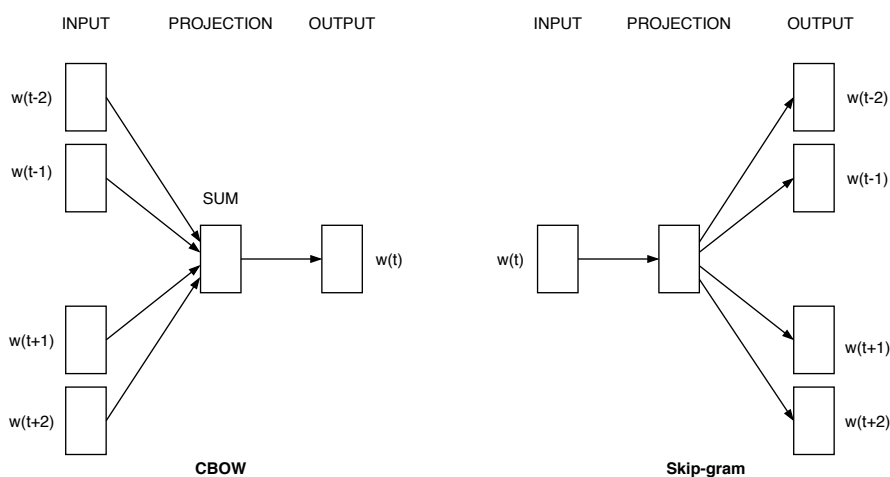 INPUT PROJECTION OUTPUT
w(t-2)
w(t-1)
SUM
w(t)
w(t+1)
w(t+2)
CBOW
INPUT PROJECTION OUTPUT
w(t-2)
w(t-1)
w(t)
w(t+1)
w(t+2)
Skip-gram